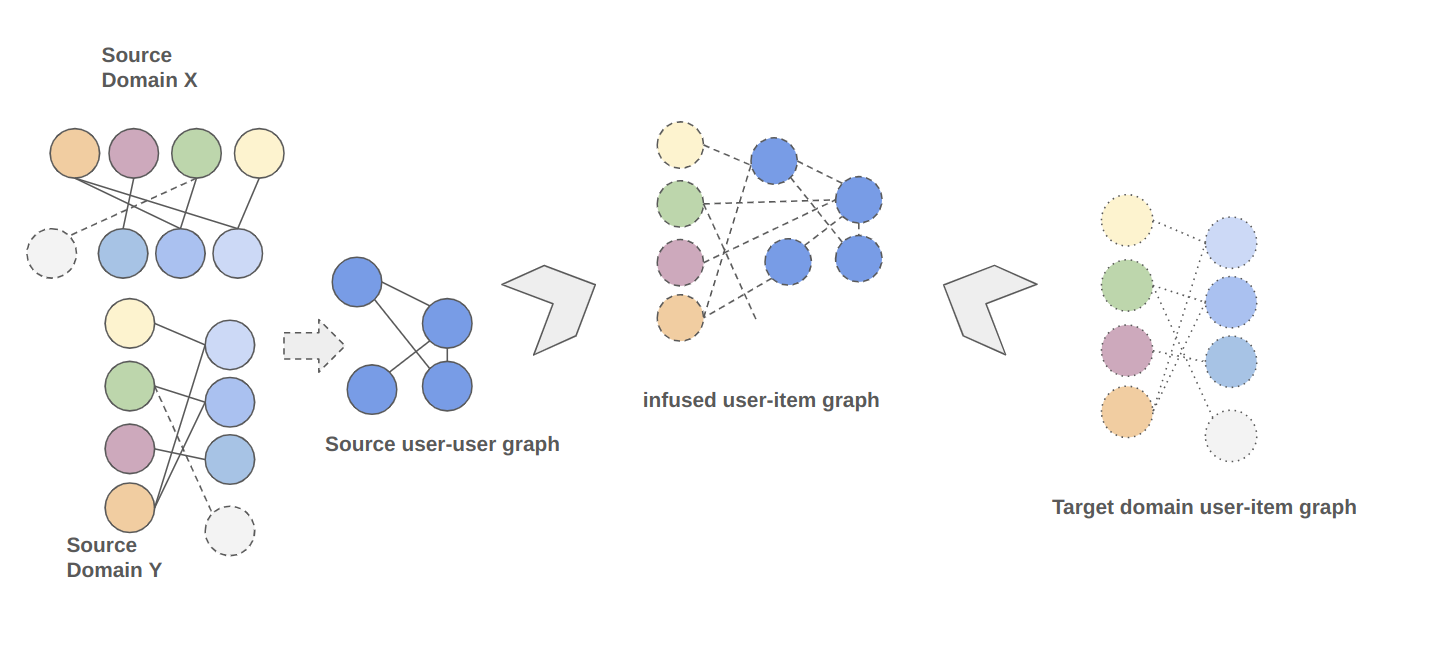 Source
Domain X
Source user-user graph
Source
Domain Y
infused user-item graph
Target domain user-item graph